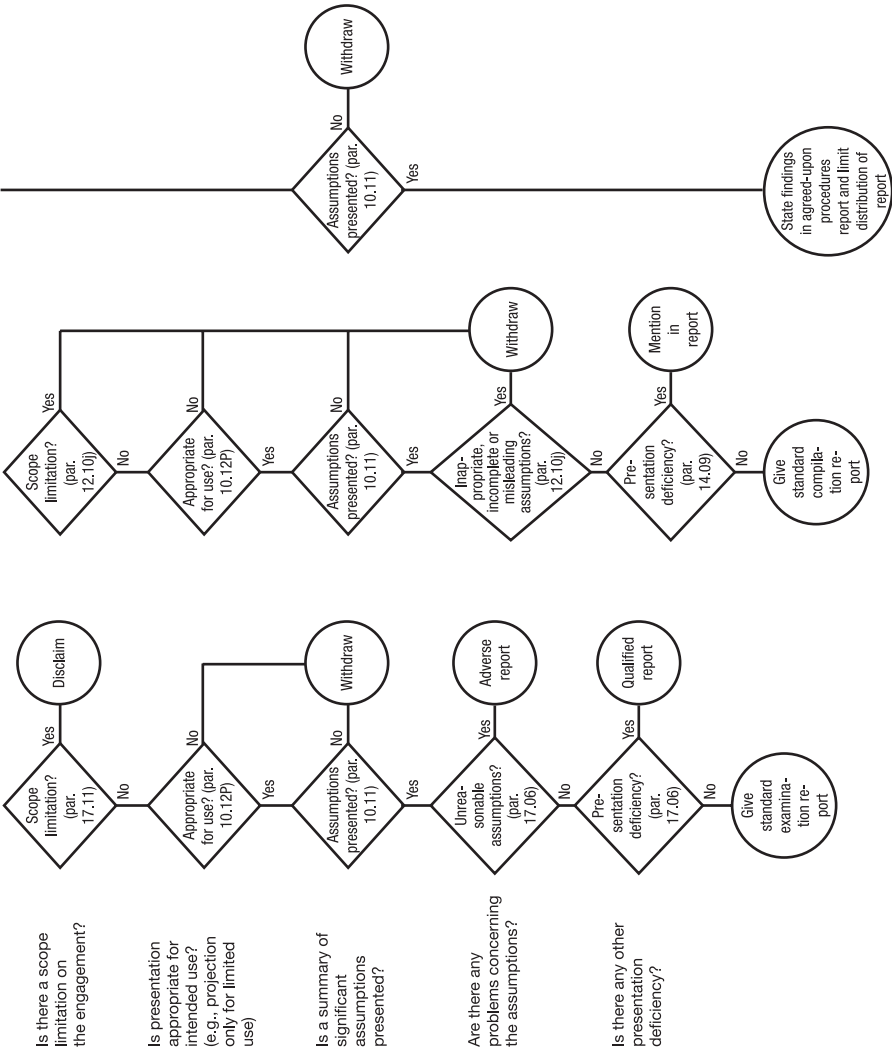 Is there a scope
limitation on
the engagement?
Scope
limitation?
(par.
17.11)
Yes
Disclaim
No
Scope
limitation?
(par.
12.10j)
Yes
No
Is presentation
appropriate for
intended use?
(e.g., projection
only for limited
use)
Appropriate
for use? (par.
10.12P)
No
Yes
Appropriate
for use? (par.
10.12P)
No
Yes
Is a summary of
significant
assumptions
presented?
Assumptions
presented? (par.
10.11)
No
Withdraw
Yes
Assumptions
presented? (par.
10.11)
No
Yes
Assumptions
presented? (par.
10.11)
No
Withdraw
Yes
Are there any
problems concerning
the assumptions?
Unrea-
sonable
assumptions?
(par.
17.06)
Yes
Adverse
report
No
Inap-
propriate,
incomplete or
misleading
assumptions?
(par.
12.10j)
Yes
Withdraw
No
Is there any other
presentation
deficiency?
Pre-
sentation
deficiency?
(par.
17.06)
Yes
Qualified
report
No
Pre-
sentation
deficiency?
(par.
14.09)
Yes
Mention
in
report
No
Give
standard
examina-
tion re-
port
Give
standard
compila-
tion re-
port
State findings
in agreed-upon
procedures
report and limit
distribution of
report